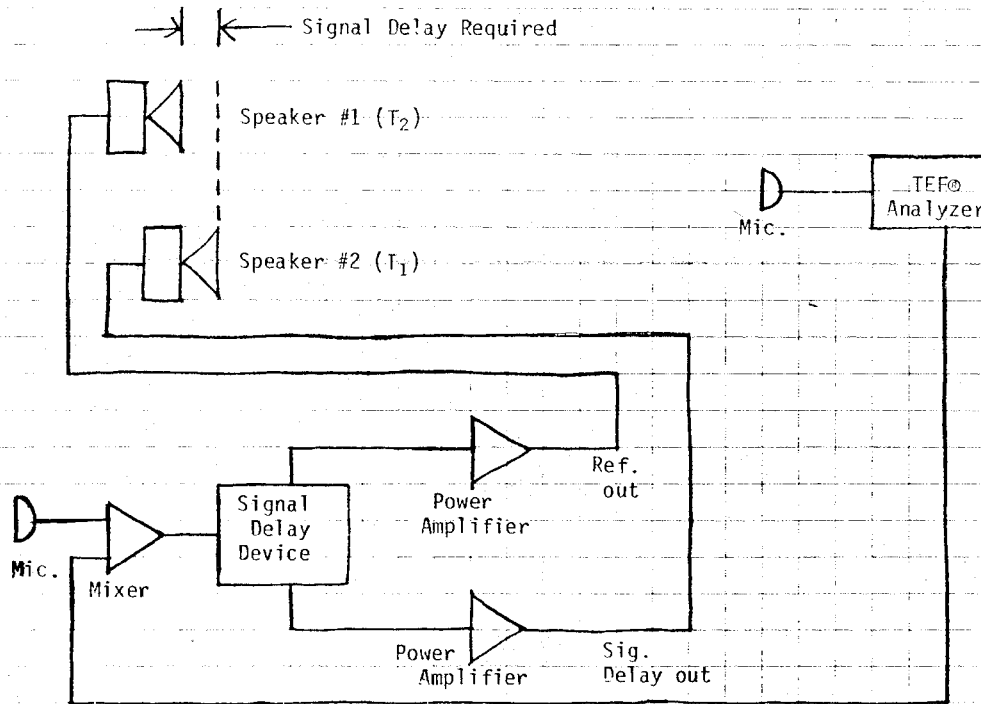 Signal Delay Required
Speaker #1 (T₂)
TEF®
Analyzer
Mic.
Speaker #2 (T₁)
Ref.
out
Power
Amplifier
Signal
Delay
Device
Mic.
Mixer
Power
Amplifier
Sig.
Delay out